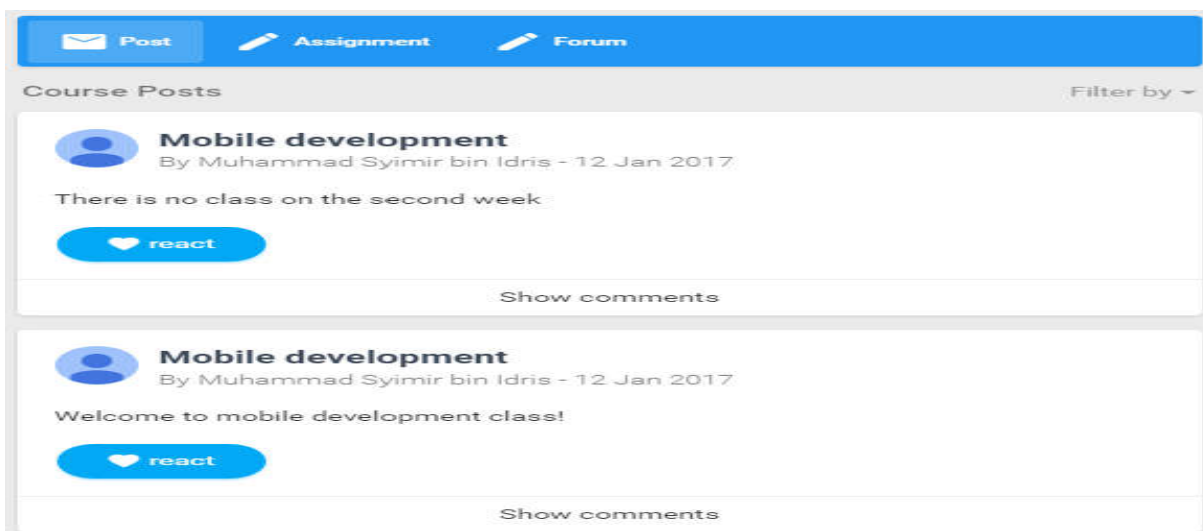 Post Assignment Forum
Course Posts Filter by
Mobile development
By Muhammad Syimir bin Idris - 12 Jan 2017
There is no class on the second week
react
Show comments
Mobile development
By Muhammad Syimir bin Idris - 12 Jan 2017
Welcome to mobile development class!
react
Show comments